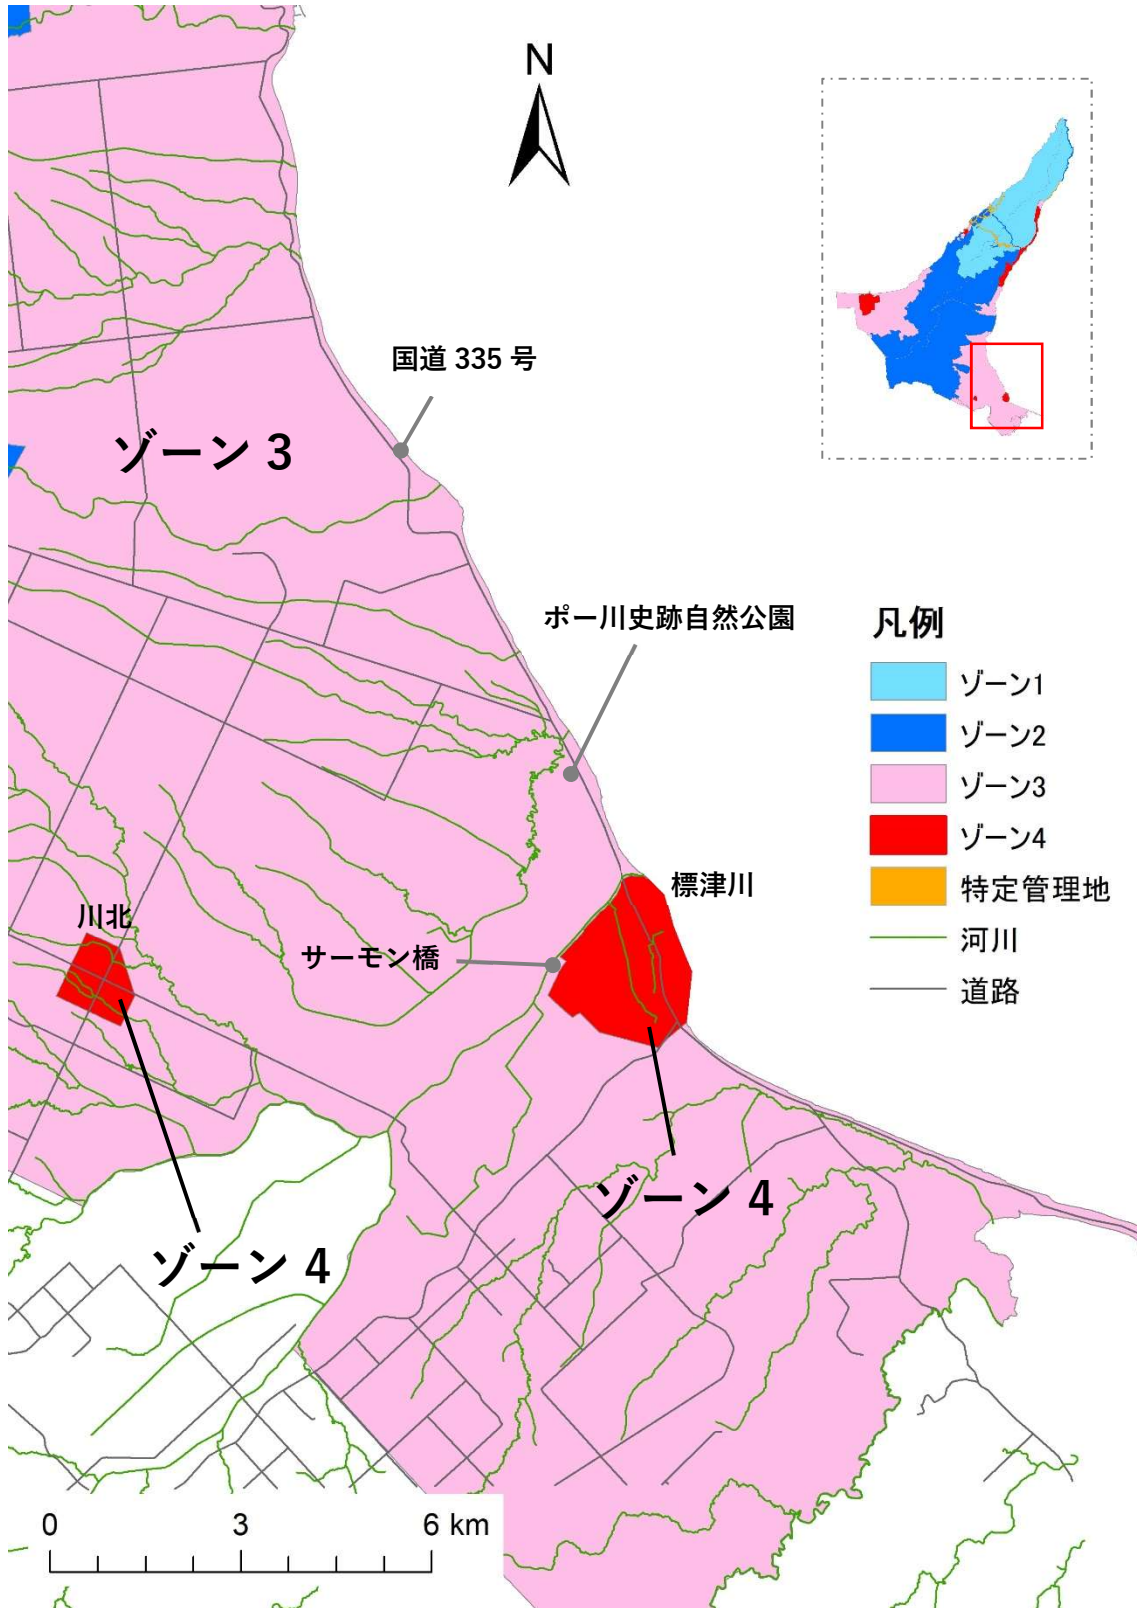 N
国道 335 号
ゾーン 3
ポー川史跡自然公園
凡例
ゾーン1
ゾーン2
ゾーン3
ゾーン4
特定管理地
河川
道路
標津川
川北
サーモン橋
ゾーン 4
ゾーン 4
0 3 6 km